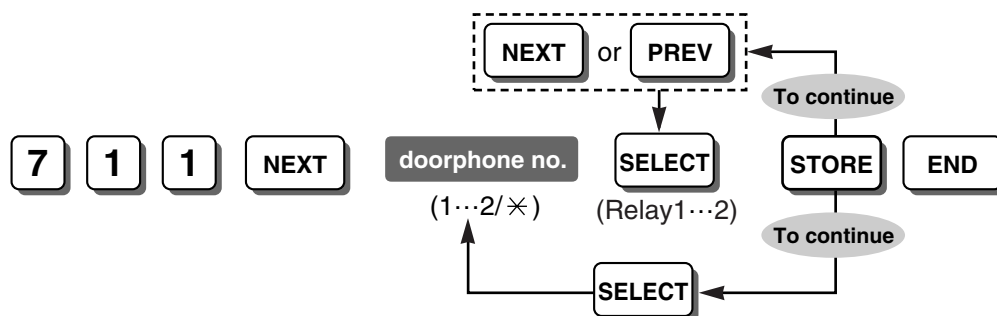 NEXT or PREV
To continue
7 1 1 NEXT doorphone no. SELECT STORE END
(1⋯2/✳) (Relay1⋯2)
To continue
SELECT